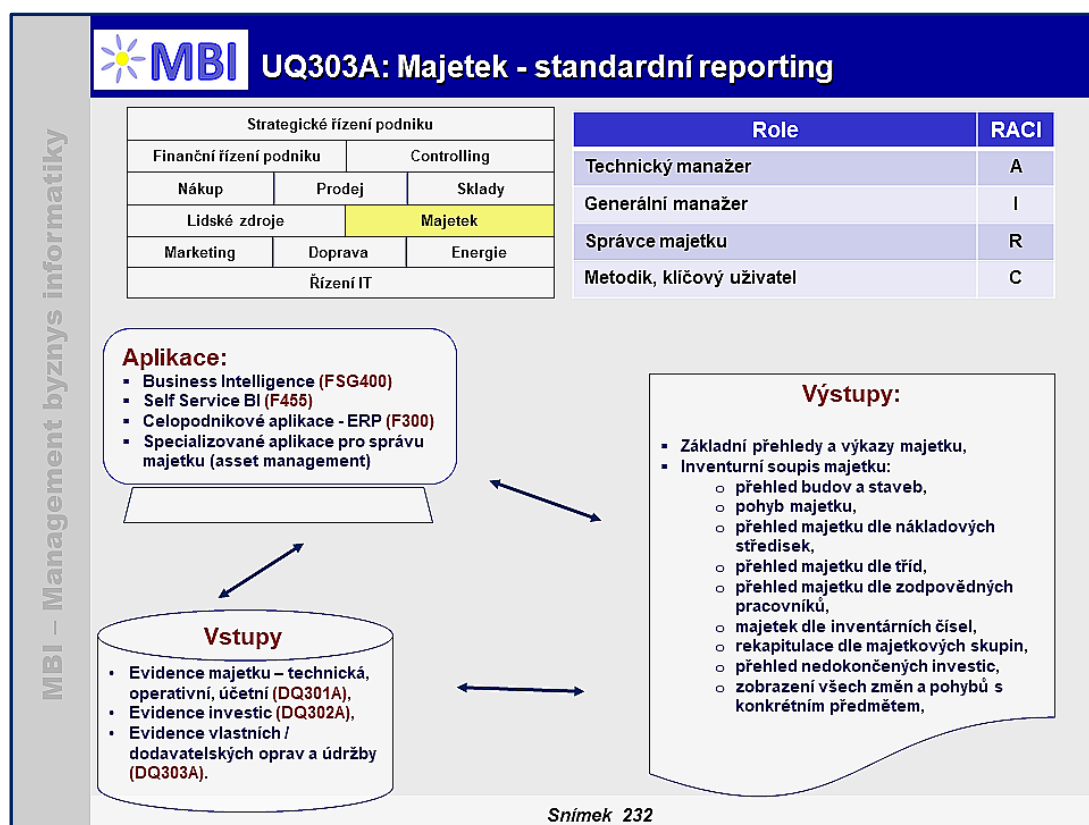 MBI
UQ303A: Majetek - standardní reporting
MBI – Management byznys informatiky
Strategické řízení podniku
Finanční řízení podniku Controlling
Nákup Prodej Sklady
Lidské zdroje Majetek
Marketing Doprava Energie
Řízení IT
Role RACI
Technický manažer A
Generální manažer I
Správce majetku R
Metodik, klíčový uživatel C
Aplikace:
▪ Business Intelligence (FSG400)
▪ Self Service BI (F455)
▪ Celopodnikové aplikace - ERP (F300)
▪ Specializované aplikace pro správu
majetku (asset management)
Vstupy
• Evidence majetku – technická,
operativní, účetní (DQ301A),
• Evidence investic (DQ302A),
• Evidence vlastních /
dodavatelských oprav a údržby
(DQ303A).
Výstupy:
▪ Základní přehledy a výkazy majetku,
▪ Inventurní soupis majetku:
o přehled budov a staveb,
o pohyb majetku,
o přehled majetku dle nákladových
středisek,
o přehled majetku dle tříd,
o přehled majetku dle zodpovědných
pracovníků,
o majetek dle inventárních čísel,
o rekapitulace dle majetkových skupin,
o přehled nedokončených investic,
o zobrazení všech změn a pohybů s
konkrétním předmětem,
Snímek 232